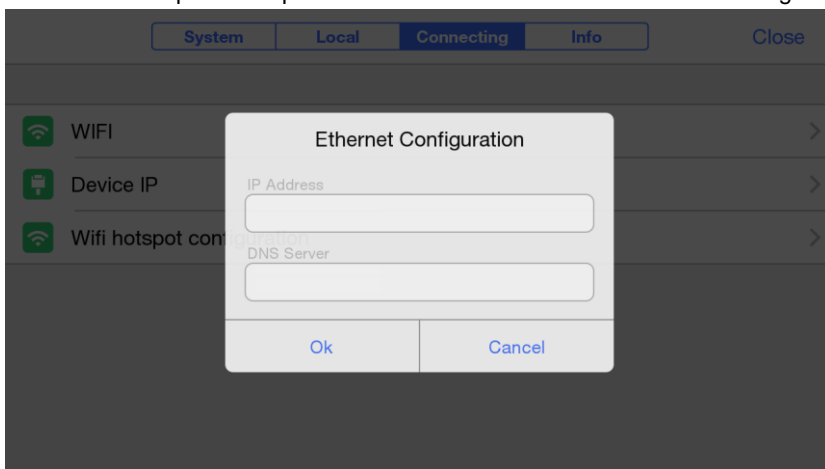 System Local Connecting Info Close
WIFI
Device IP
Wifi hotspot configuration
Ethernet Configuration
IP Address
DNS Server
Ok Cancel